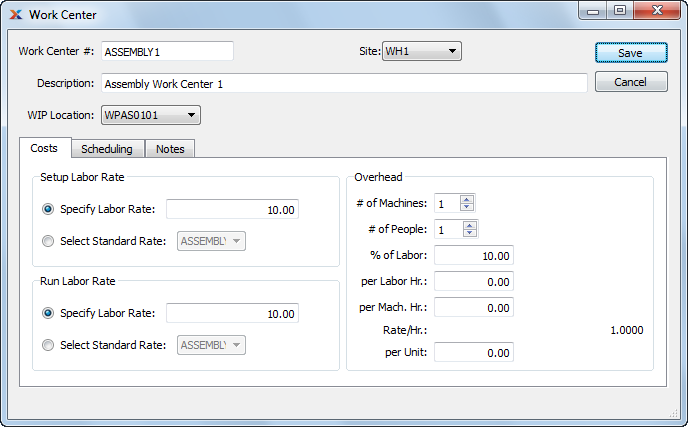 Work Center
Work Center #: ASSEMBLY1 Site: WH1 Save
Description: Assembly Work Center 1 Cancel
WIP Location: WPAS0101
Costs Scheduling Notes
Setup Labor Rate
Specify Labor Rate: 10.00
Select Standard Rate: ASSEMBL
Run Labor Rate
Specify Labor Rate: 10.00
Select Standard Rate: ASSEMBL
Overhead
# of Machines: 1
# of People: 1
% of Labor: 10.00
per Labor Hr.: 0.00
per Mach. Hr.: 0.00
Rate/Hr.: 1.0000
per Unit: 0.00